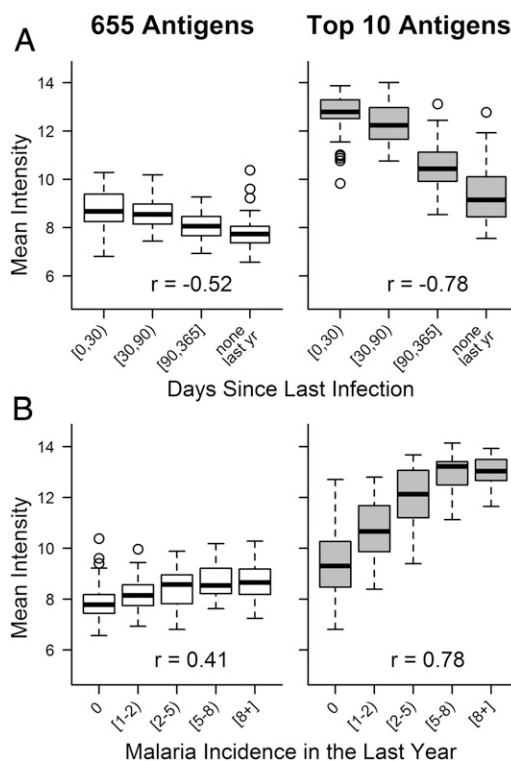 A
655 Antigens
Top 10 Antigens
Mean Intensity
14
12
10
8
6
r = -0.52
r = -0.78
[0,30)
[30,90)
[90,365]
none
last yr
[0,30)
[30,90)
[90,365]
none
last yr
Days Since Last Infection
B
Mean Intensity
14
12
10
8
6
r = 0.41
r = 0.78
0
[1-2)
[2-5)
[5-8)
[8+]
0
[1-2)
[2-5)
[5-8)
[8+]
Malaria Incidence in the Last Year